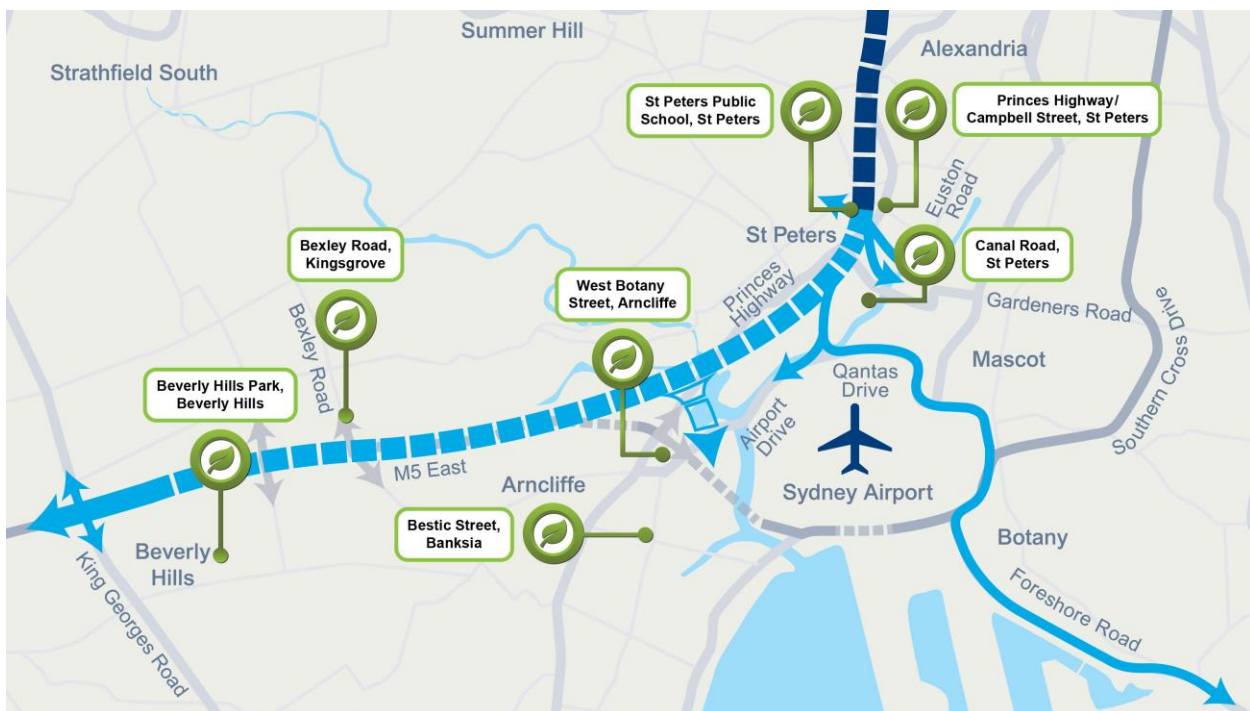 Summer Hill
Alexandria
Strathfield South
St Peters Public
School, St Peters
Princes Highway/
Campbell Street, St Peters
Euston
Road
St Peters
Bexley Road,
Kingsgrove
Canal Road,
St Peters
West Botany
Street, Arncliffe
Princes
Highway
Gardeners Road
Southern Cross Drive
Bexley Road
Mascot
Qantas
Drive
Beverly Hills Park,
Beverly Hills
Airport
Drive
M5 East
Arncliffe
Sydney Airport
Bestic Street,
Banksia
Botany
Beverly
Hills
King Georges Road
Foreshore Road